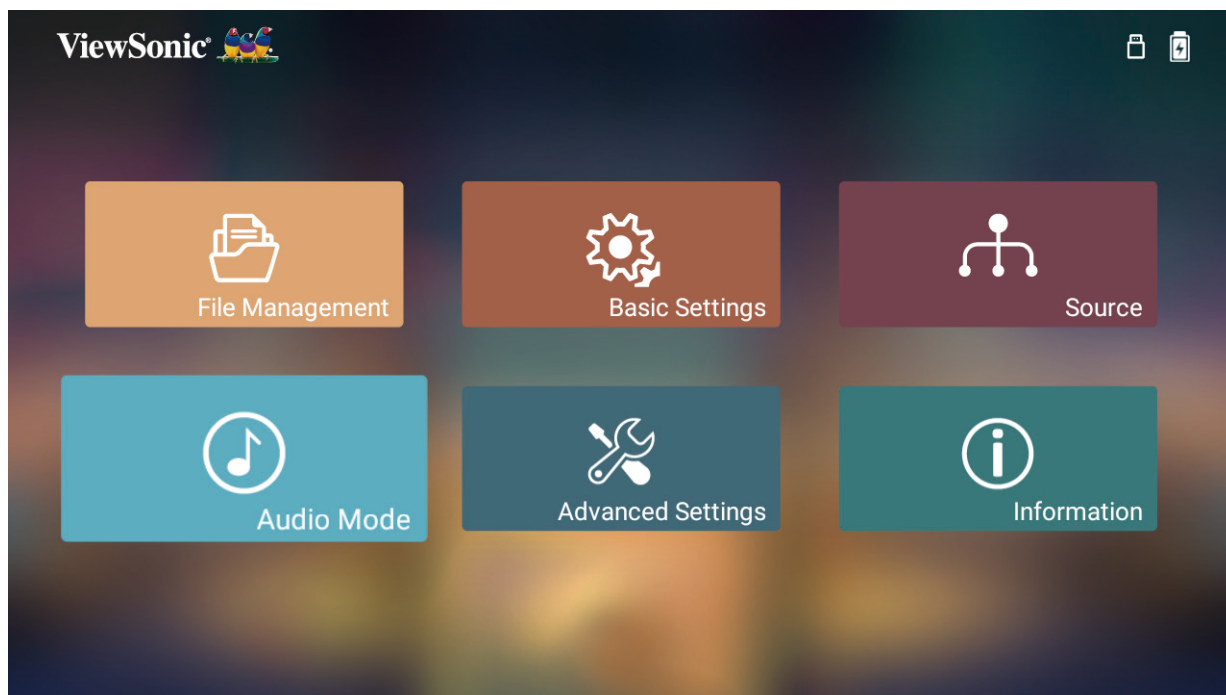 ViewSonic®
File Management
Basic Settings
Source
Audio Mode
Advanced Settings
Information